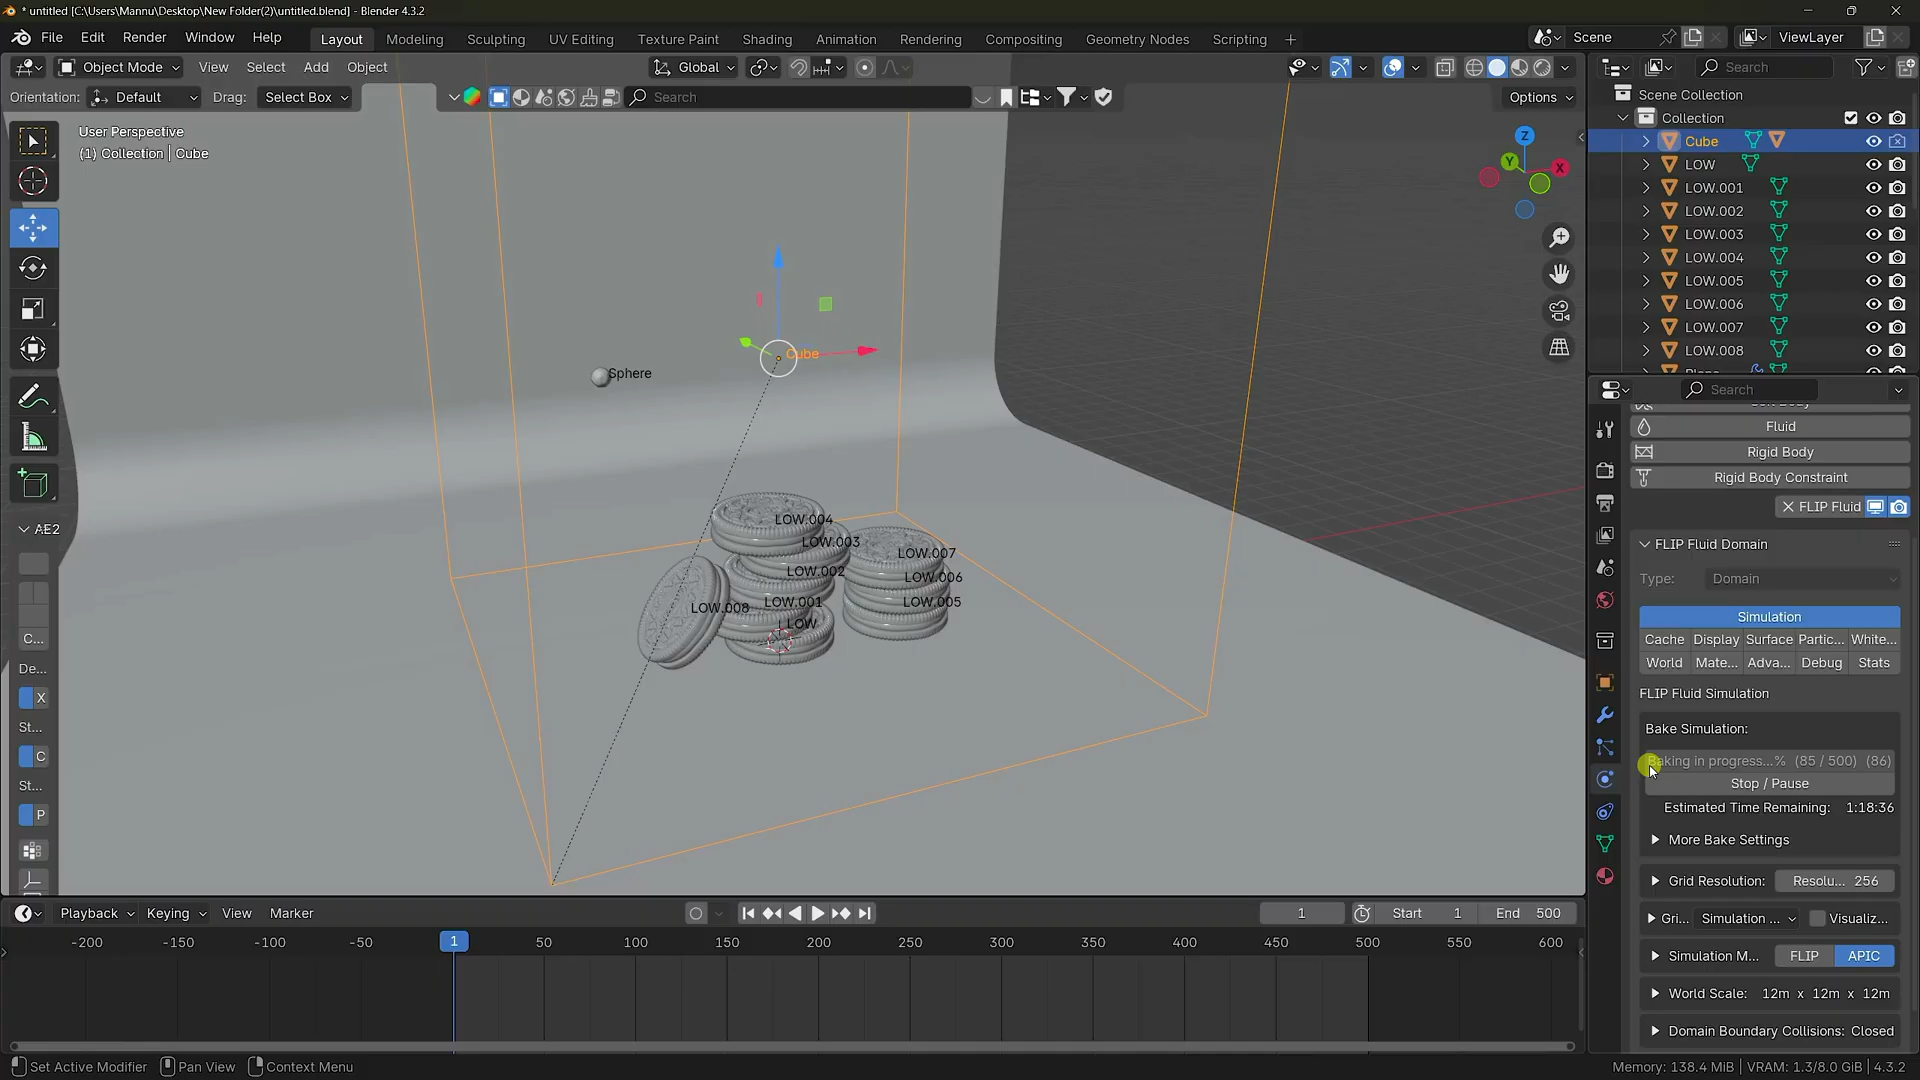 * untitled [C:\Users\Mannu\Desktop\New Folder(2)\untitled.blend] - Blender 4.3.2
File Edit Render Window Help
Layout Modeling Sculpting UV Editing Texture Paint Shading Animation Rendering Compositing Geometry Nodes Scripting +
Scene
ViewLayer
Object Mode View Select Add Object
Global
Search
Orientation: Default Drag: Select Box
Search
Options
User Perspective
(1) Collection | Cube
Z
Y
X
Scene Collection
Collection
Cube
LOW
LOW.001
LOW.002
LOW.003
LOW.004
LOW.005
LOW.006
LOW.007
LOW.008
Cube
Sphere
LOW.004
LOW.003
LOW.007
LOW.002
LOW.006
LOW.008
LOW.001
LOW.005
LOW
AE2
C...
De...
X
St...
C
St...
P
Search
Fluid
Rigid Body
Rigid Body Constraint
FLIP Fluid
FLIP Fluid Domain
Type: Domain
Simulation
Cache Display Surface Partic... White...
World Mate... Adva... Debug Stats
FLIP Fluid Simulation
Bake Simulation:
Baking in progress...% (85 / 500) (86)
Stop / Pause
Estimated Time Remaining: 1:18:36
More Bake Settings
Grid Resolution: Resolu... 256
Gri... Simulation ... Visualiz...
Simulation M... FLIP APIC
World Scale: 12m x 12m x 12m
Domain Boundary Collisions: Closed
Playback Keying View Marker
1 Start 1 End 500
-200 -150 -100 -50 1 50 100 150 200 250 300 350 400 450 500 550 600
Set Active Modifier Pan View Context Menu
Memory: 138.4 MiB | VRAM: 1.3/8.0 GiB | 4.3.2